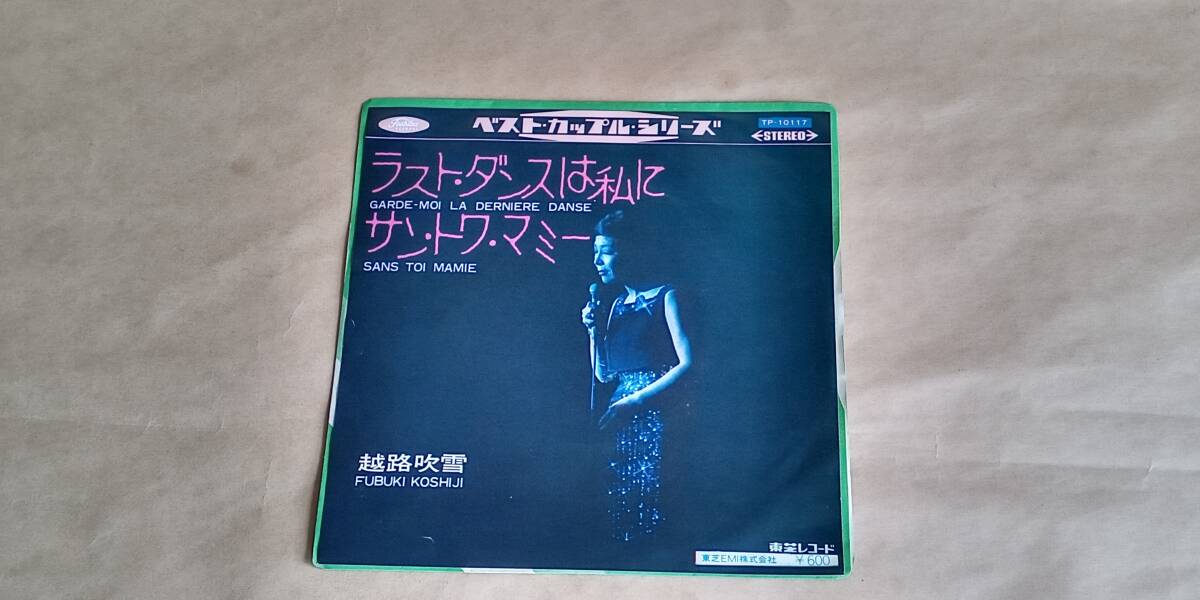 ベスト・カップル・シリーズ
TP-10117
STEREO
ラスト・ダンスは私に
GARDE-MOI LA DERNIERE DANSE
サン・トワ・マミー
SANS TOI MAMIE
越路吹雪
FUBUKI KOSHIJI
東芝レコード
東芝EMI株式会社 ¥600